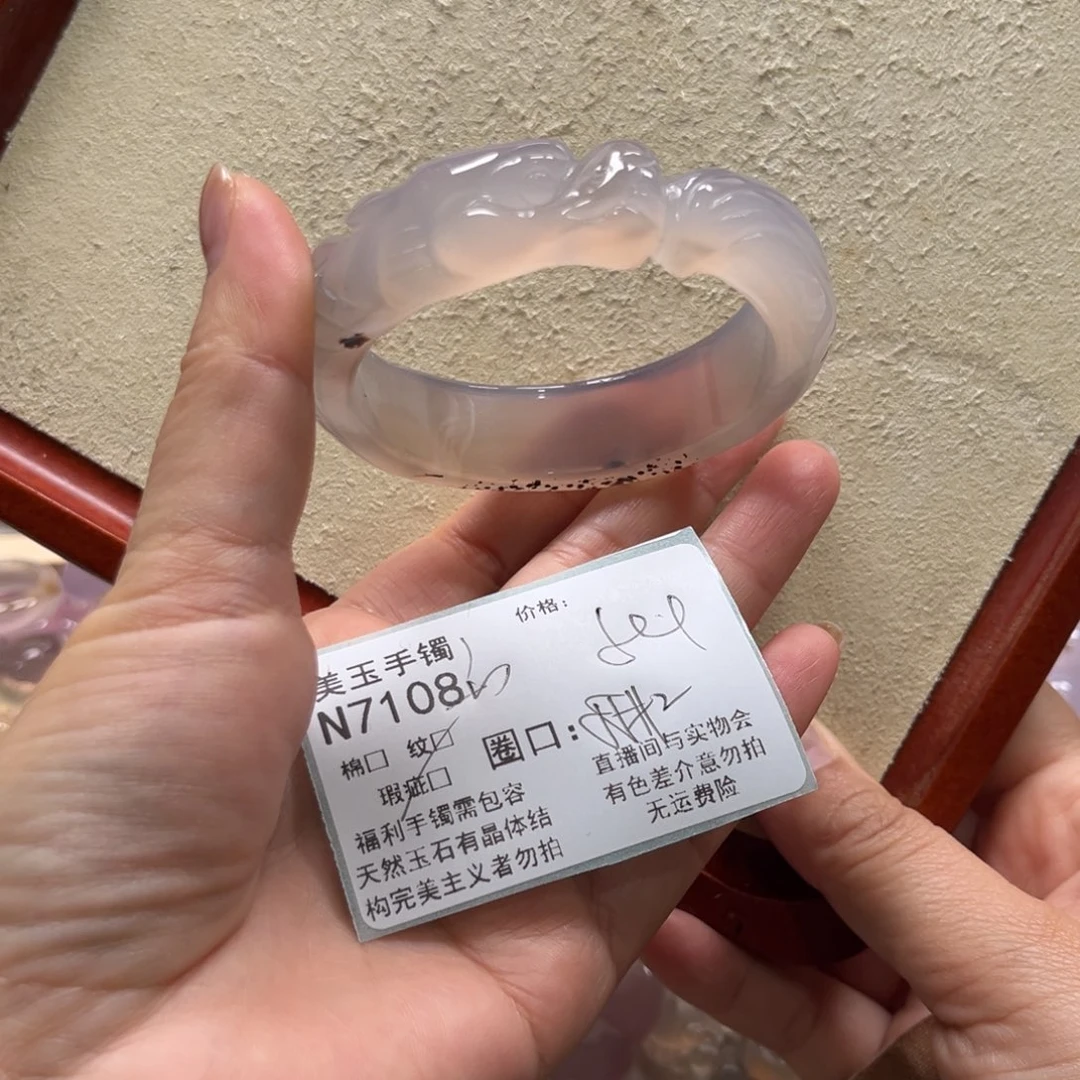 价格:
美玉手镯
N7108
棉□ 纹☑
圈口:
瑕疵□
福利手镯需包容
天然玉石有晶体结
构完美主义者勿拍
直播间与实物会
有色差介意勿拍
无运费险